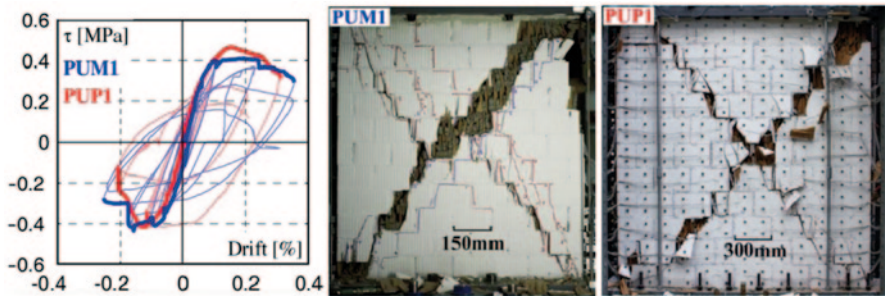 0.6
τ [MPa]
0.4
PUM1
PUP1
0.2
0
-0.2
-0.4
Drift [%]
-0.6
-0.4 -0.2 0 0.2 0.4
PUM1
150mm
PUP1
300mm